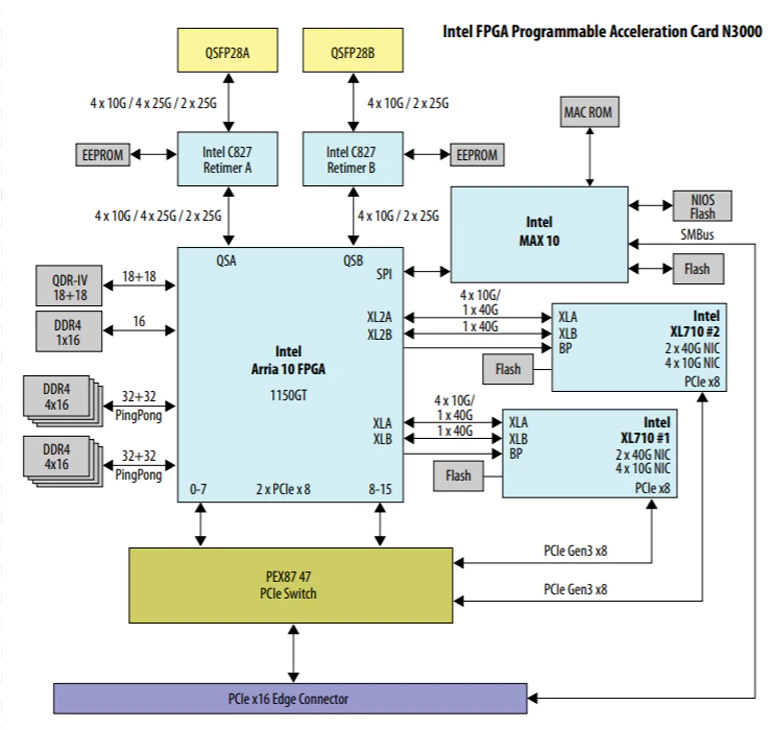 Intel FPGA Programmable Acceleration Card N3000
QSFP28A
QSFP28B
4 x 10G / 4 x 25G / 2 x 25G
4 x 10G / 2 x 25G
MAC ROM
EEPROM
Intel C827
Retimer A
Intel C827
Retimer B
EEPROM
4 x 10G / 4 x 25G / 2 x 25G
4 x 10G / 2 x 25G
Intel
MAX 10
NIOS
Flash
SMBus
Flash
QSA
QSB
SPI
QDR-IV
18+18
18+18
DDR4
1x16
16
XL2A
XL2B
4 x 10G/
1 x 40G
1 x 40G
XLA
XLB
BP
Intel
XL710 #2
2 x 40G NIC
4 x 10G NIC
PCIe x8
Flash
Intel
Arria 10 FPGA
1150GT
DDR4
4x16
32+32
PingPong
DDR4
4x16
32+32
PingPong
XLA
XLB
4 x 10G/
1 x 40G
1 x 40G
XLA
XLB
BP
Intel
XL710 #1
2 x 40G NIC
4 x 10G NIC
PCIe x8
Flash
0-7
2 x PCIe x 8
8-15
PCIe Gen3 x8
PCIe Gen3 x8
PEX87 47
PCIe Switch
PCIe x16 Edge Connector